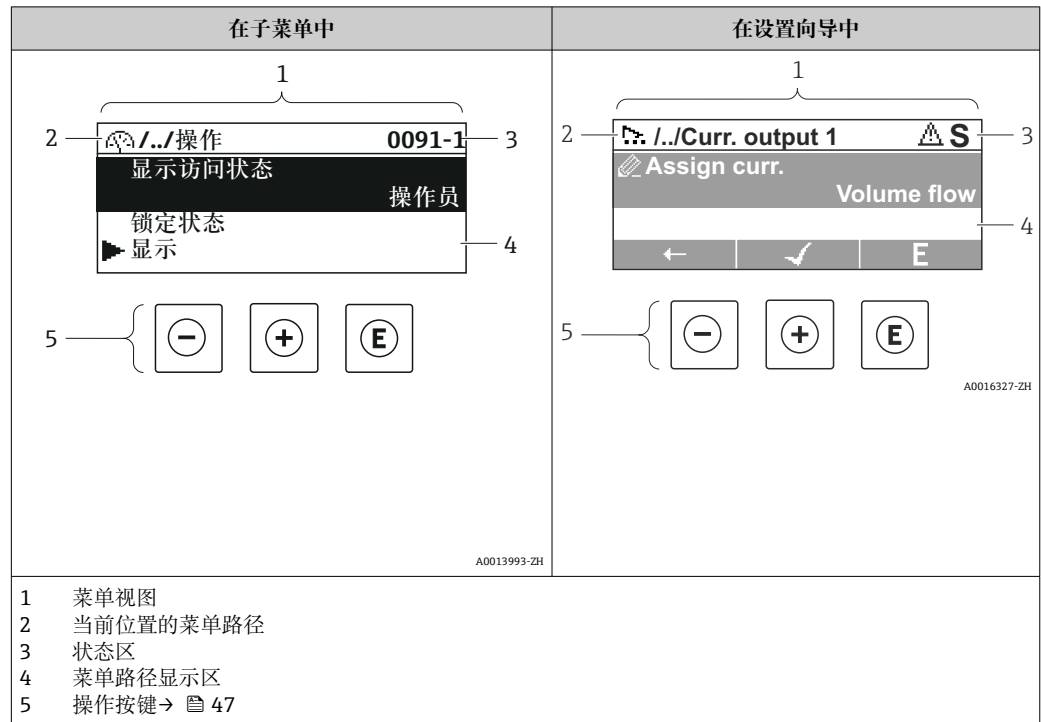 在子菜单中
在设置向导中
1
2
/../操作 0091-1
3
显示访问状态
操作员
锁定状态
显示
4
5
- + E
A0013993-ZH
1
2
/../Curr. output 1 S
3
Assign curr.
Volume flow
4
← ✓ E
5
- + E
A0016327-ZH
1 菜单视图
2 当前位置的菜单路径
3 状态区
4 菜单路径显示区
5 操作按键→ 47